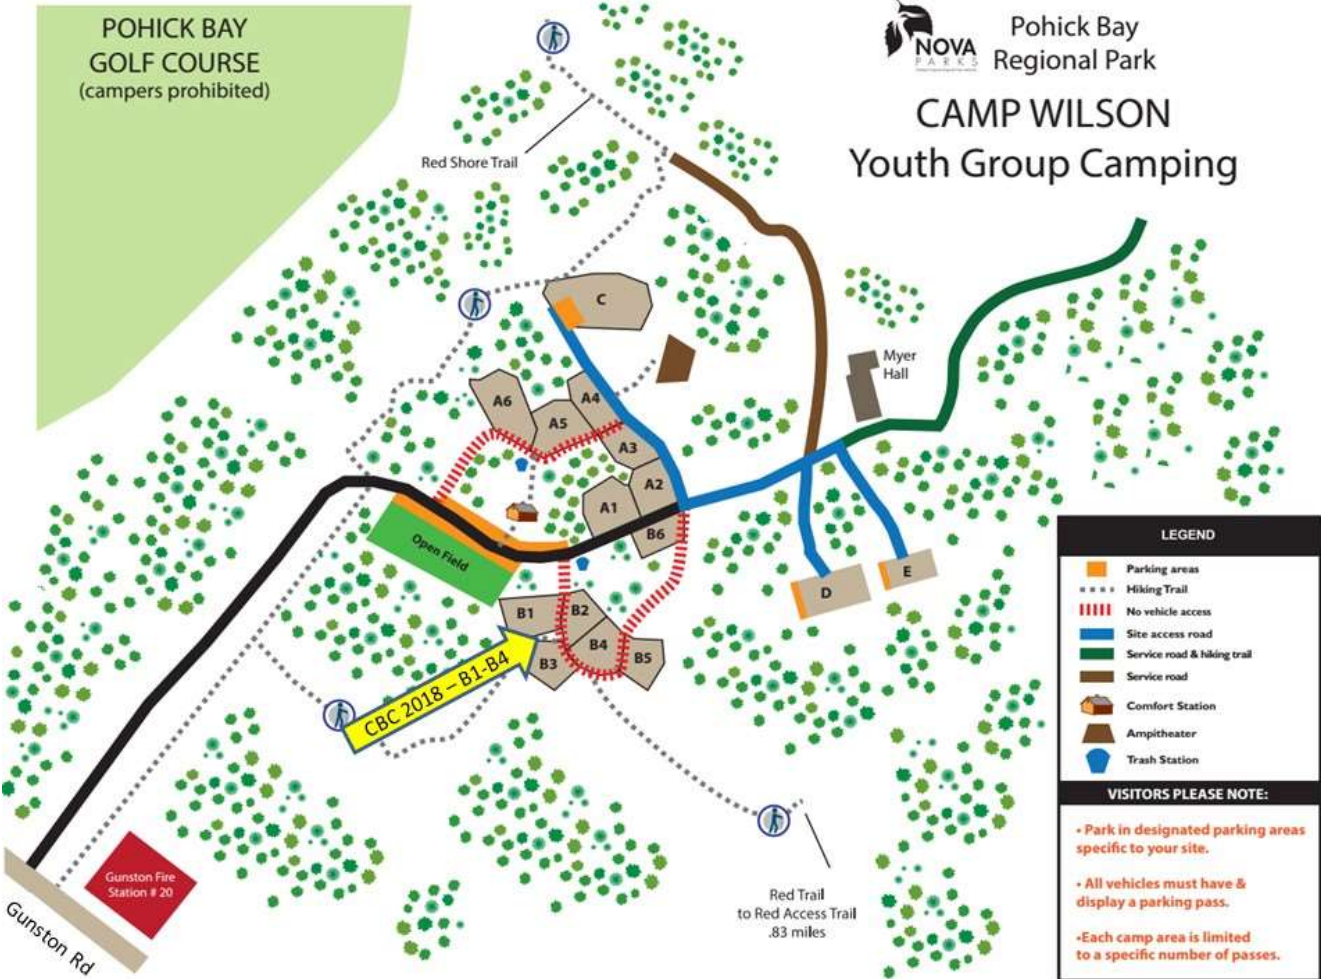 POHICK BAY
GOLF COURSE
(campers prohibited)
NOVA
PARKS
Pohick Bay
Regional Park
CAMP WILSON
Youth Group Camping
Red Shore Trail
C
Myer
Hall
A6
A4
A5
A3
A2
A1
B6
Open Field
E
D
B1
B2
B4
B3
B5
CBC 2018 – B1-B4
Gunston Fire
Station # 20
Gunston Rd
Red Trail
to Red Access Trail
.83 miles
LEGEND
Parking areas
Hiking Trail
No vehicle access
Site access road
Service road & hiking trail
Service road
Comfort Station
Ampitheater
Trash Station
VISITORS PLEASE NOTE:
• Park in designated parking areas
specific to your site.
• All vehicles must have &
display a parking pass.
•Each camp area is limited
to a specific number of passes.